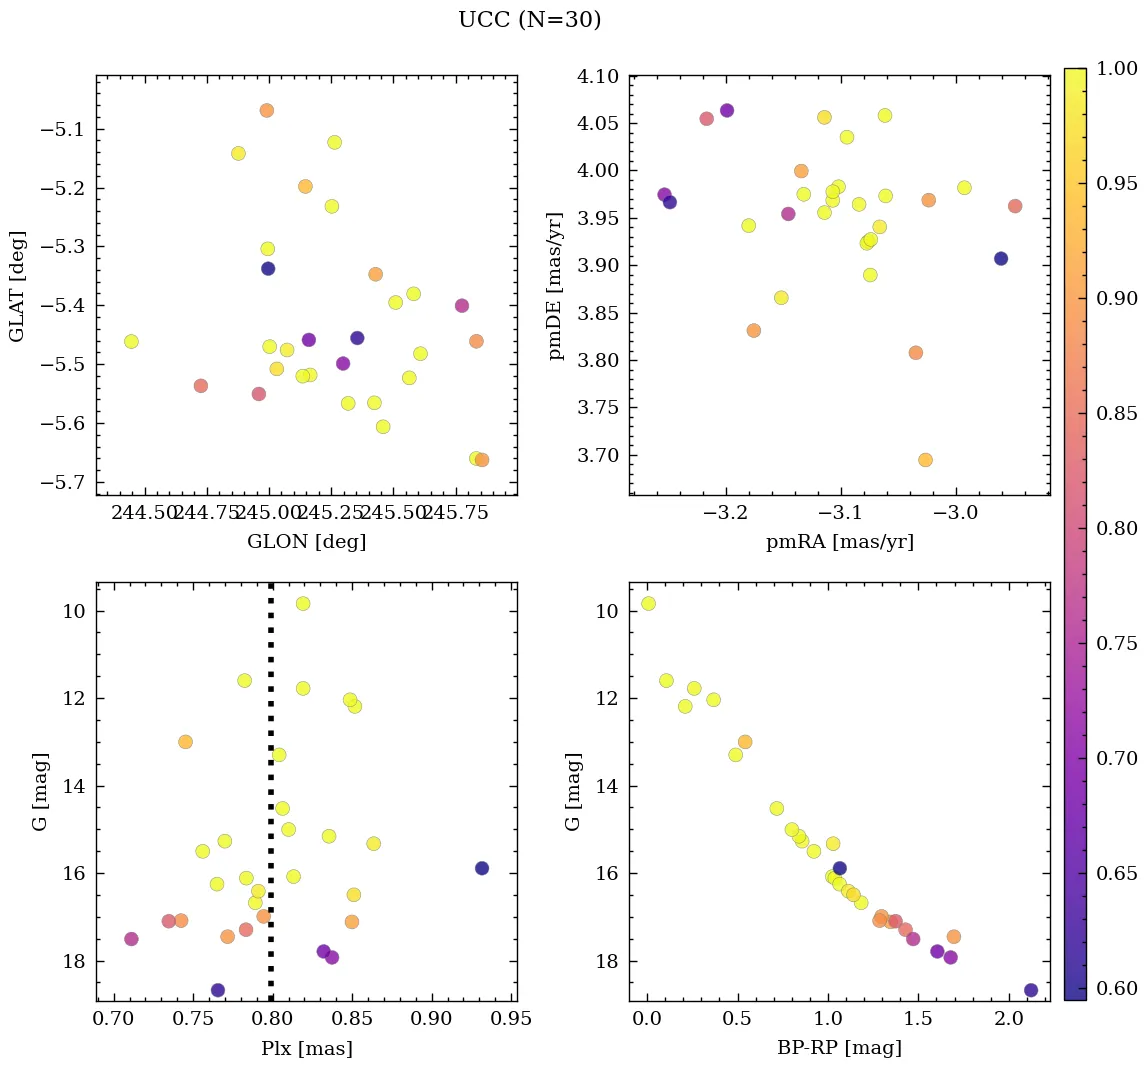 UCC (N=30)
−5.1
−5.2
−5.3
−5.4
−5.5
−5.6
−5.7
GLAT [deg]
244.50 244.75 245.00 245.25 245.50 245.75
GLON [deg]
4.10
4.05
4.00
3.95
3.90
3.85
3.80
3.75
3.70
pmDE [mas/yr]
−3.2 −3.1 −3.0
pmRA [mas/yr]
10
12
14
16
18
G [mag]
0.70 0.75 0.80 0.85 0.90 0.95
Plx [mas]
10
12
14
16
18
G [mag]
0.0 0.5 1.0 1.5 2.0
BP-RP [mag]
1.00
0.95
0.90
0.85
0.80
0.75
0.70
0.65
0.60